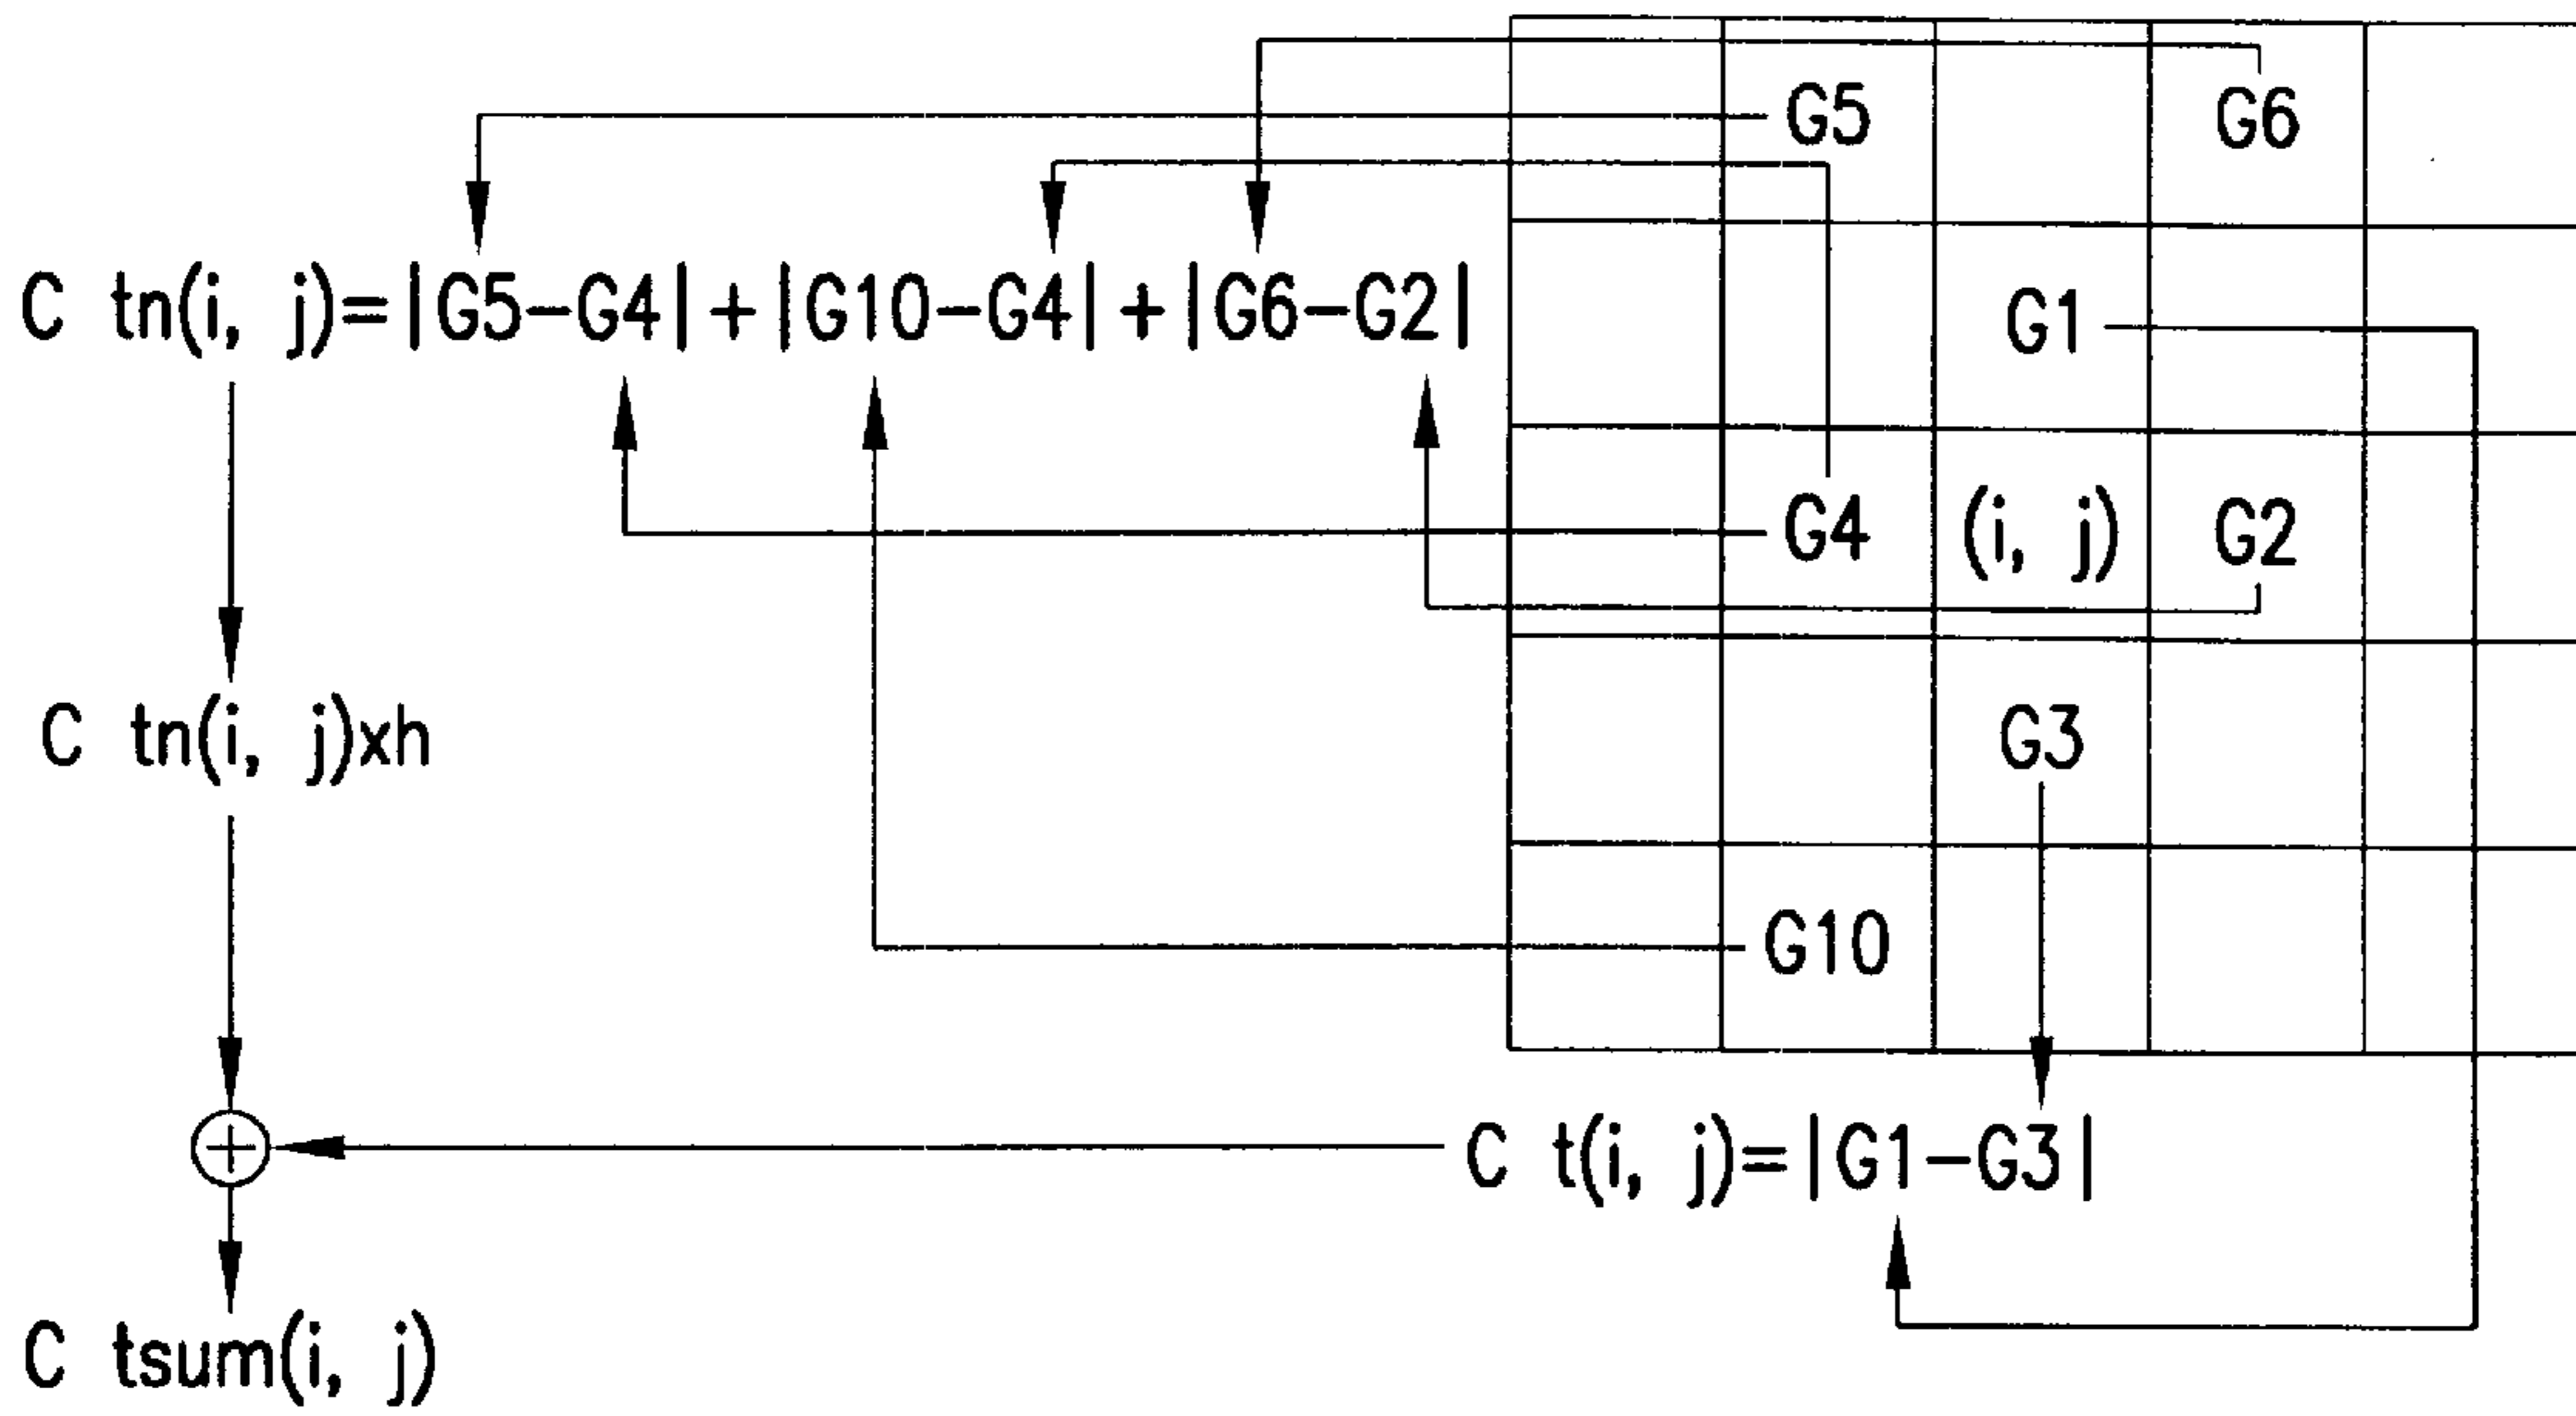 G5 G6
C tn(i, j)=|G5-G4|+|G10-G4|+|G6-G2|
G1
G4 (i, j) G2
C tn(i, j)xh
G3
G10
C t(i, j)=|G1-G3|
C tsum(i, j)